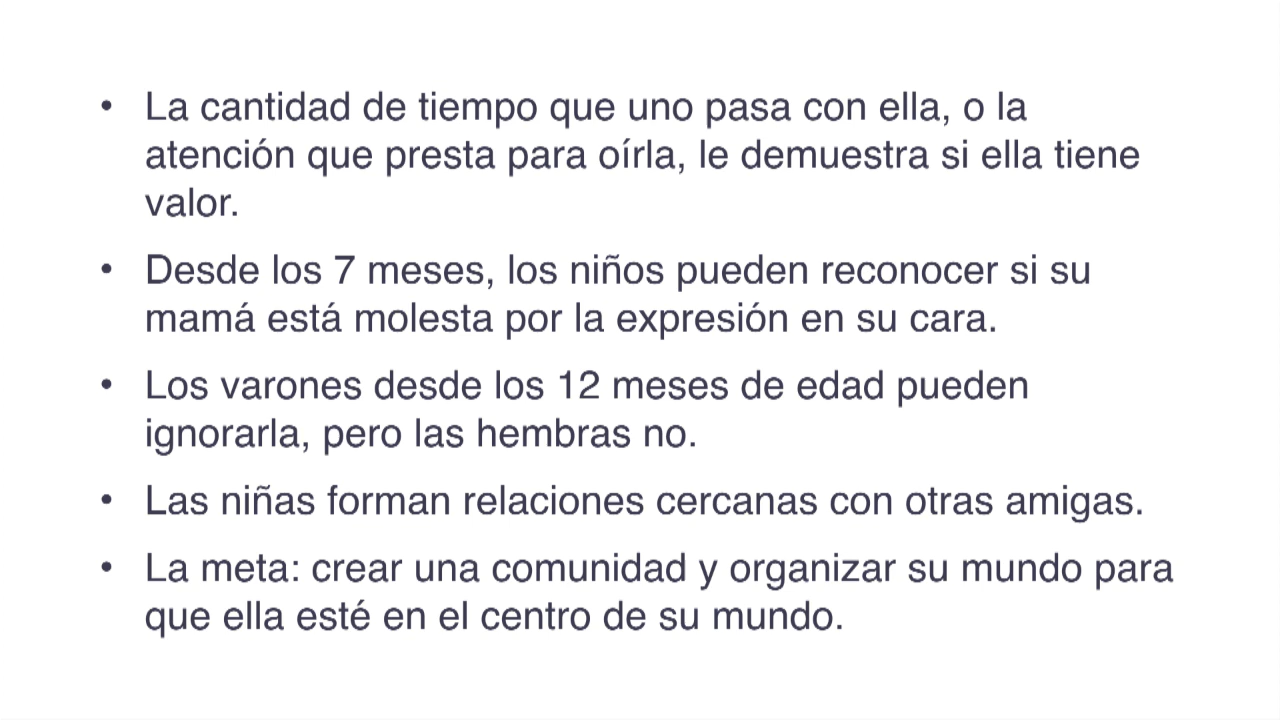 • La cantidad de tiempo que uno pasa con ella, o la
atención que presta para oírla, le demuestra si ella tiene
valor.
• Desde los 7 meses, los niños pueden reconocer si su
mamá está molesta por la expresión en su cara.
• Los varones desde los 12 meses de edad pueden
ignorarla, pero las hembras no.
• Las niñas forman relaciones cercanas con otras amigas.
• La meta: crear una comunidad y organizar su mundo para
que ella esté en el centro de su mundo.